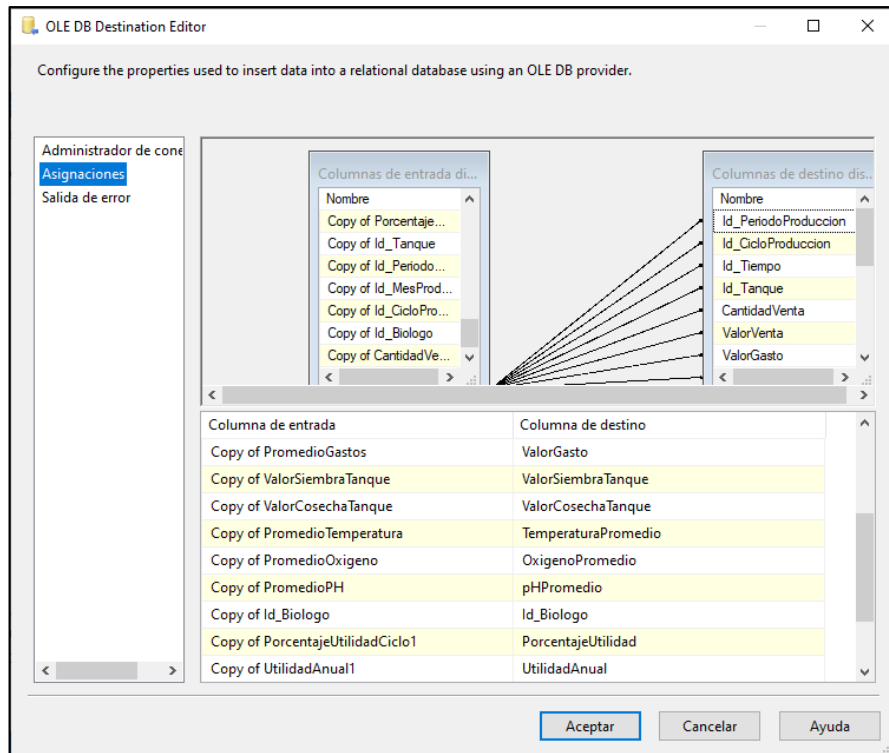 OLE DB Destination Editor
Configure the properties used to insert data into a relational database using an OLE DB provider.
Administrador de cone
Asignaciones
Salida de error
Columnas de entrada di...
Nombre
Copy of Porcentaje...
Copy of Id_Tanque
Copy of Id_Periodo...
Copy of Id_MesProd...
Copy of Id_CicloPro...
Copy of Id_Biologo
Copy of CantidadVe...
Columnas de destino dis...
Nombre
Id_PeriodoProduccion
Id_CicloProduccion
Id_Tiempo
Id_Tanque
CantidadVenta
ValorVenta
ValorGasto
Columna de entrada Columna de destino
Copy of PromedioGastos ValorGasto
Copy of ValorSiembraTanque ValorSiembraTanque
Copy of ValorCosechaTanque ValorCosechaTanque
Copy of PromedioTemperatura TemperaturaPromedio
Copy of PromedioOxigeno OxigenoPromedio
Copy of PromedioPH pHPromedio
Copy of Id_Biologo Id_Biologo
Copy of PorcentajeUtilidadCiclo1 PorcentajeUtilidad
Copy of UtilidadAnual1 UtilidadAnual
Aceptar Cancelar Ayuda